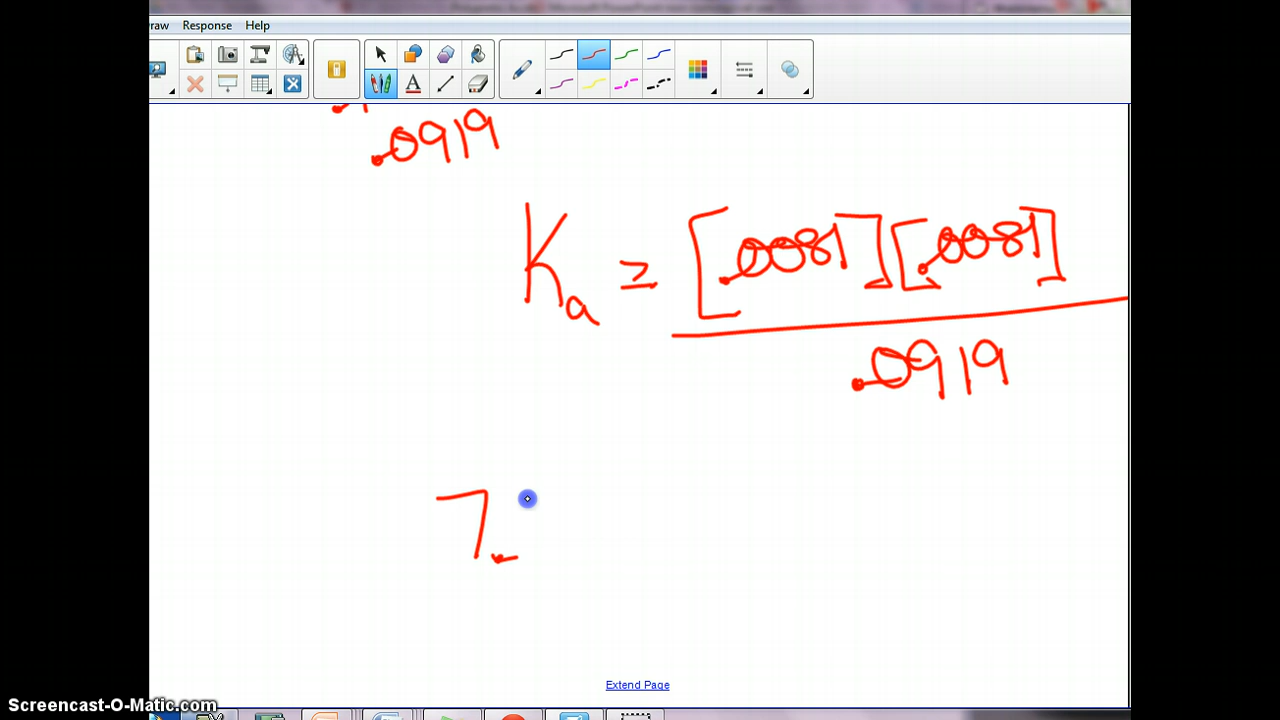 raw Response Help
.0919
Ka = [.0081][.0081]
.0919
7.
Extend Page
Screencast-O-Matic.com